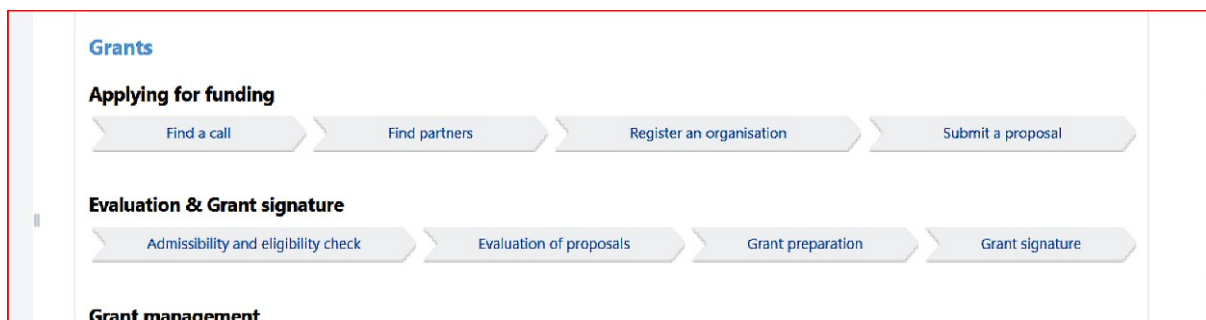 Grants
Applying for funding
Find a call Find partners Register an organisation Submit a proposal
Evaluation & Grant signature
Admissibility and eligibility check Evaluation of proposals Grant preparation Grant signature
Grant management